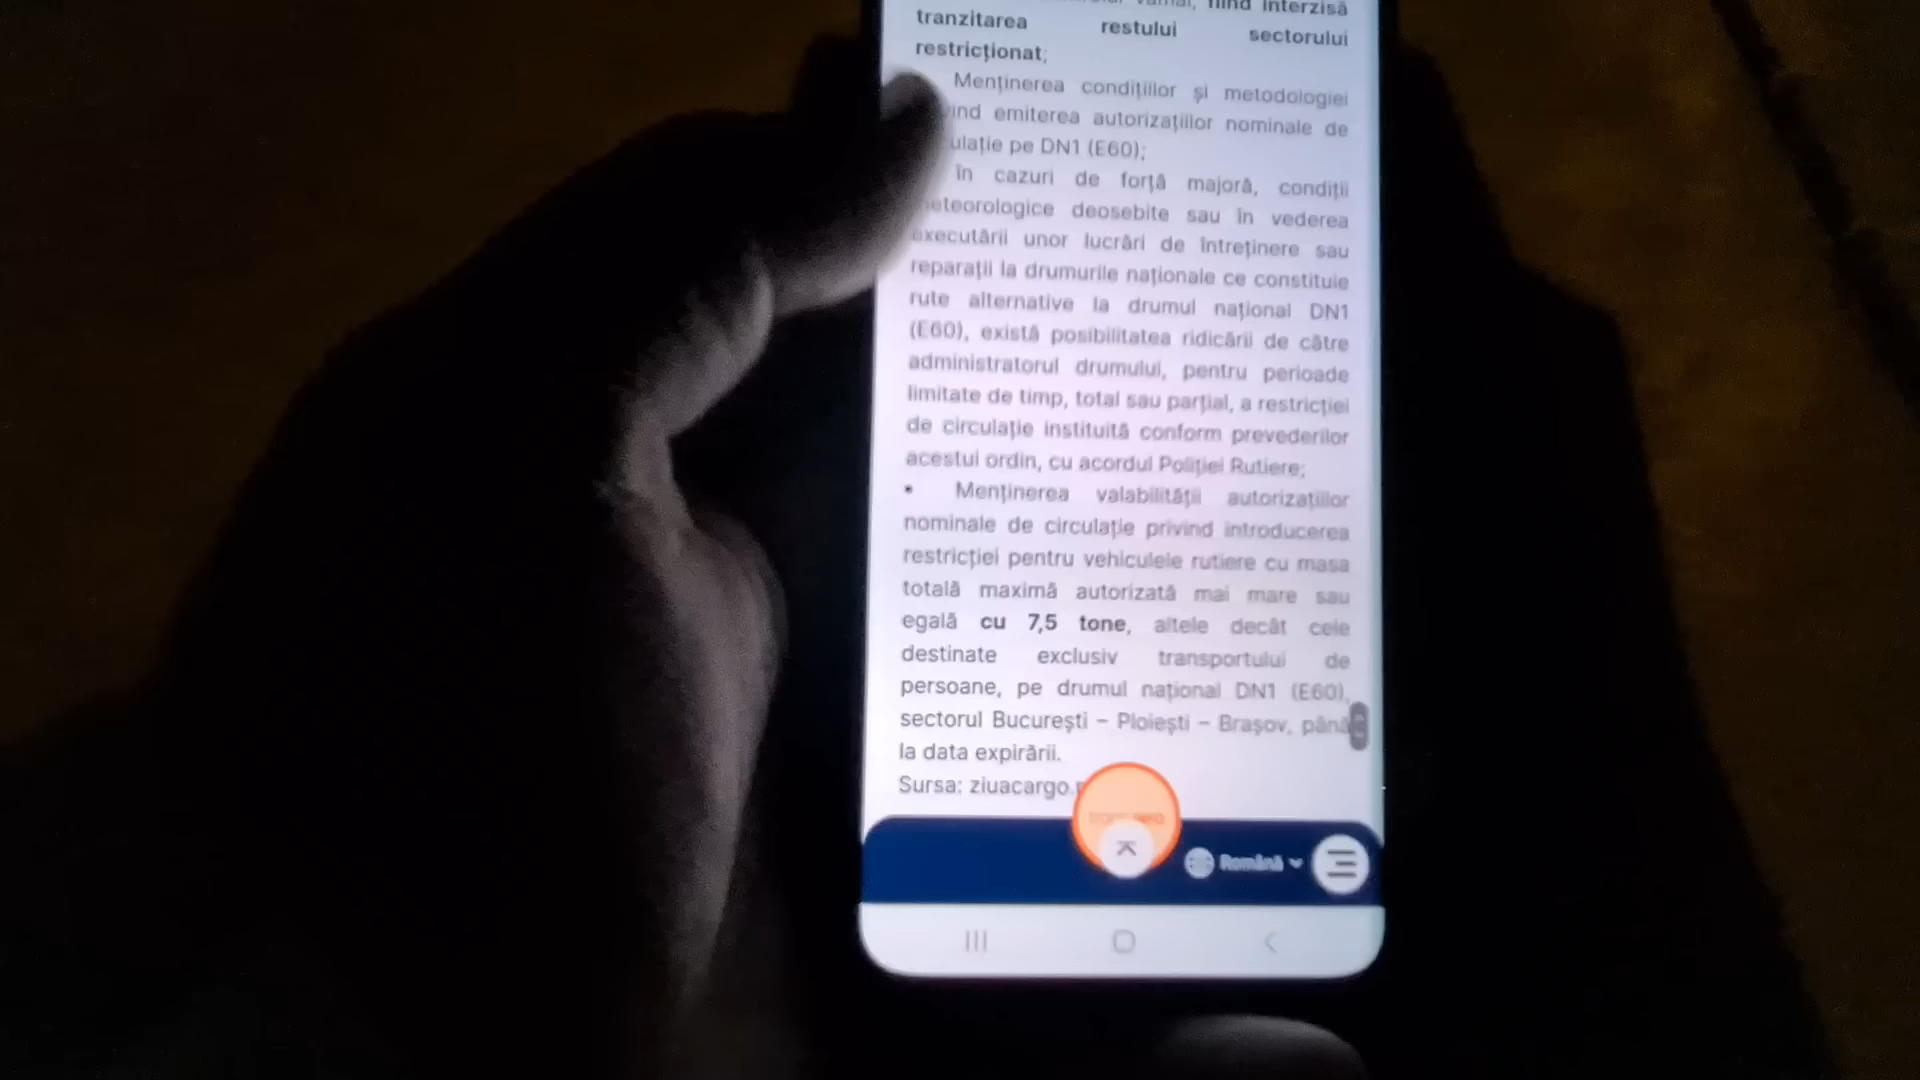 fiind interzisă
tranzitarea restului sectorului
restricționat;
Menținerea condițiilor și metodologiei
emiterea autorizațiilor nominale de
pe DN1 (E60);
în cazuri de forță majoră, condiții
meteorologice deosebite sau în vederea
executării unor lucrări de întreținere sau
reparații la drumurile naționale ce constituie
rute alternative la drumul național DN1
(E60), există posibilitatea ridicării de către
administratorul drumului, pentru perioade
limitate de timp, total sau parțial, a restricției
de circulație instituită conform prevederilor
acestui ordin, cu acordul Poliției Rutiere;
• Menținerea valabilității autorizațiilor
nominale de circulație privind introducerea
restricției pentru vehiculele rutiere cu masa
totală maximă autorizată mai mare sau
egală cu 7,5 tone, altele decât cele
destinate exclusiv transportului de
persoane, pe drumul național DN1 (E60),
sectorul București – Ploiești – Brașov, până
la data expirării.
Sursa: ziuacargo.
Română